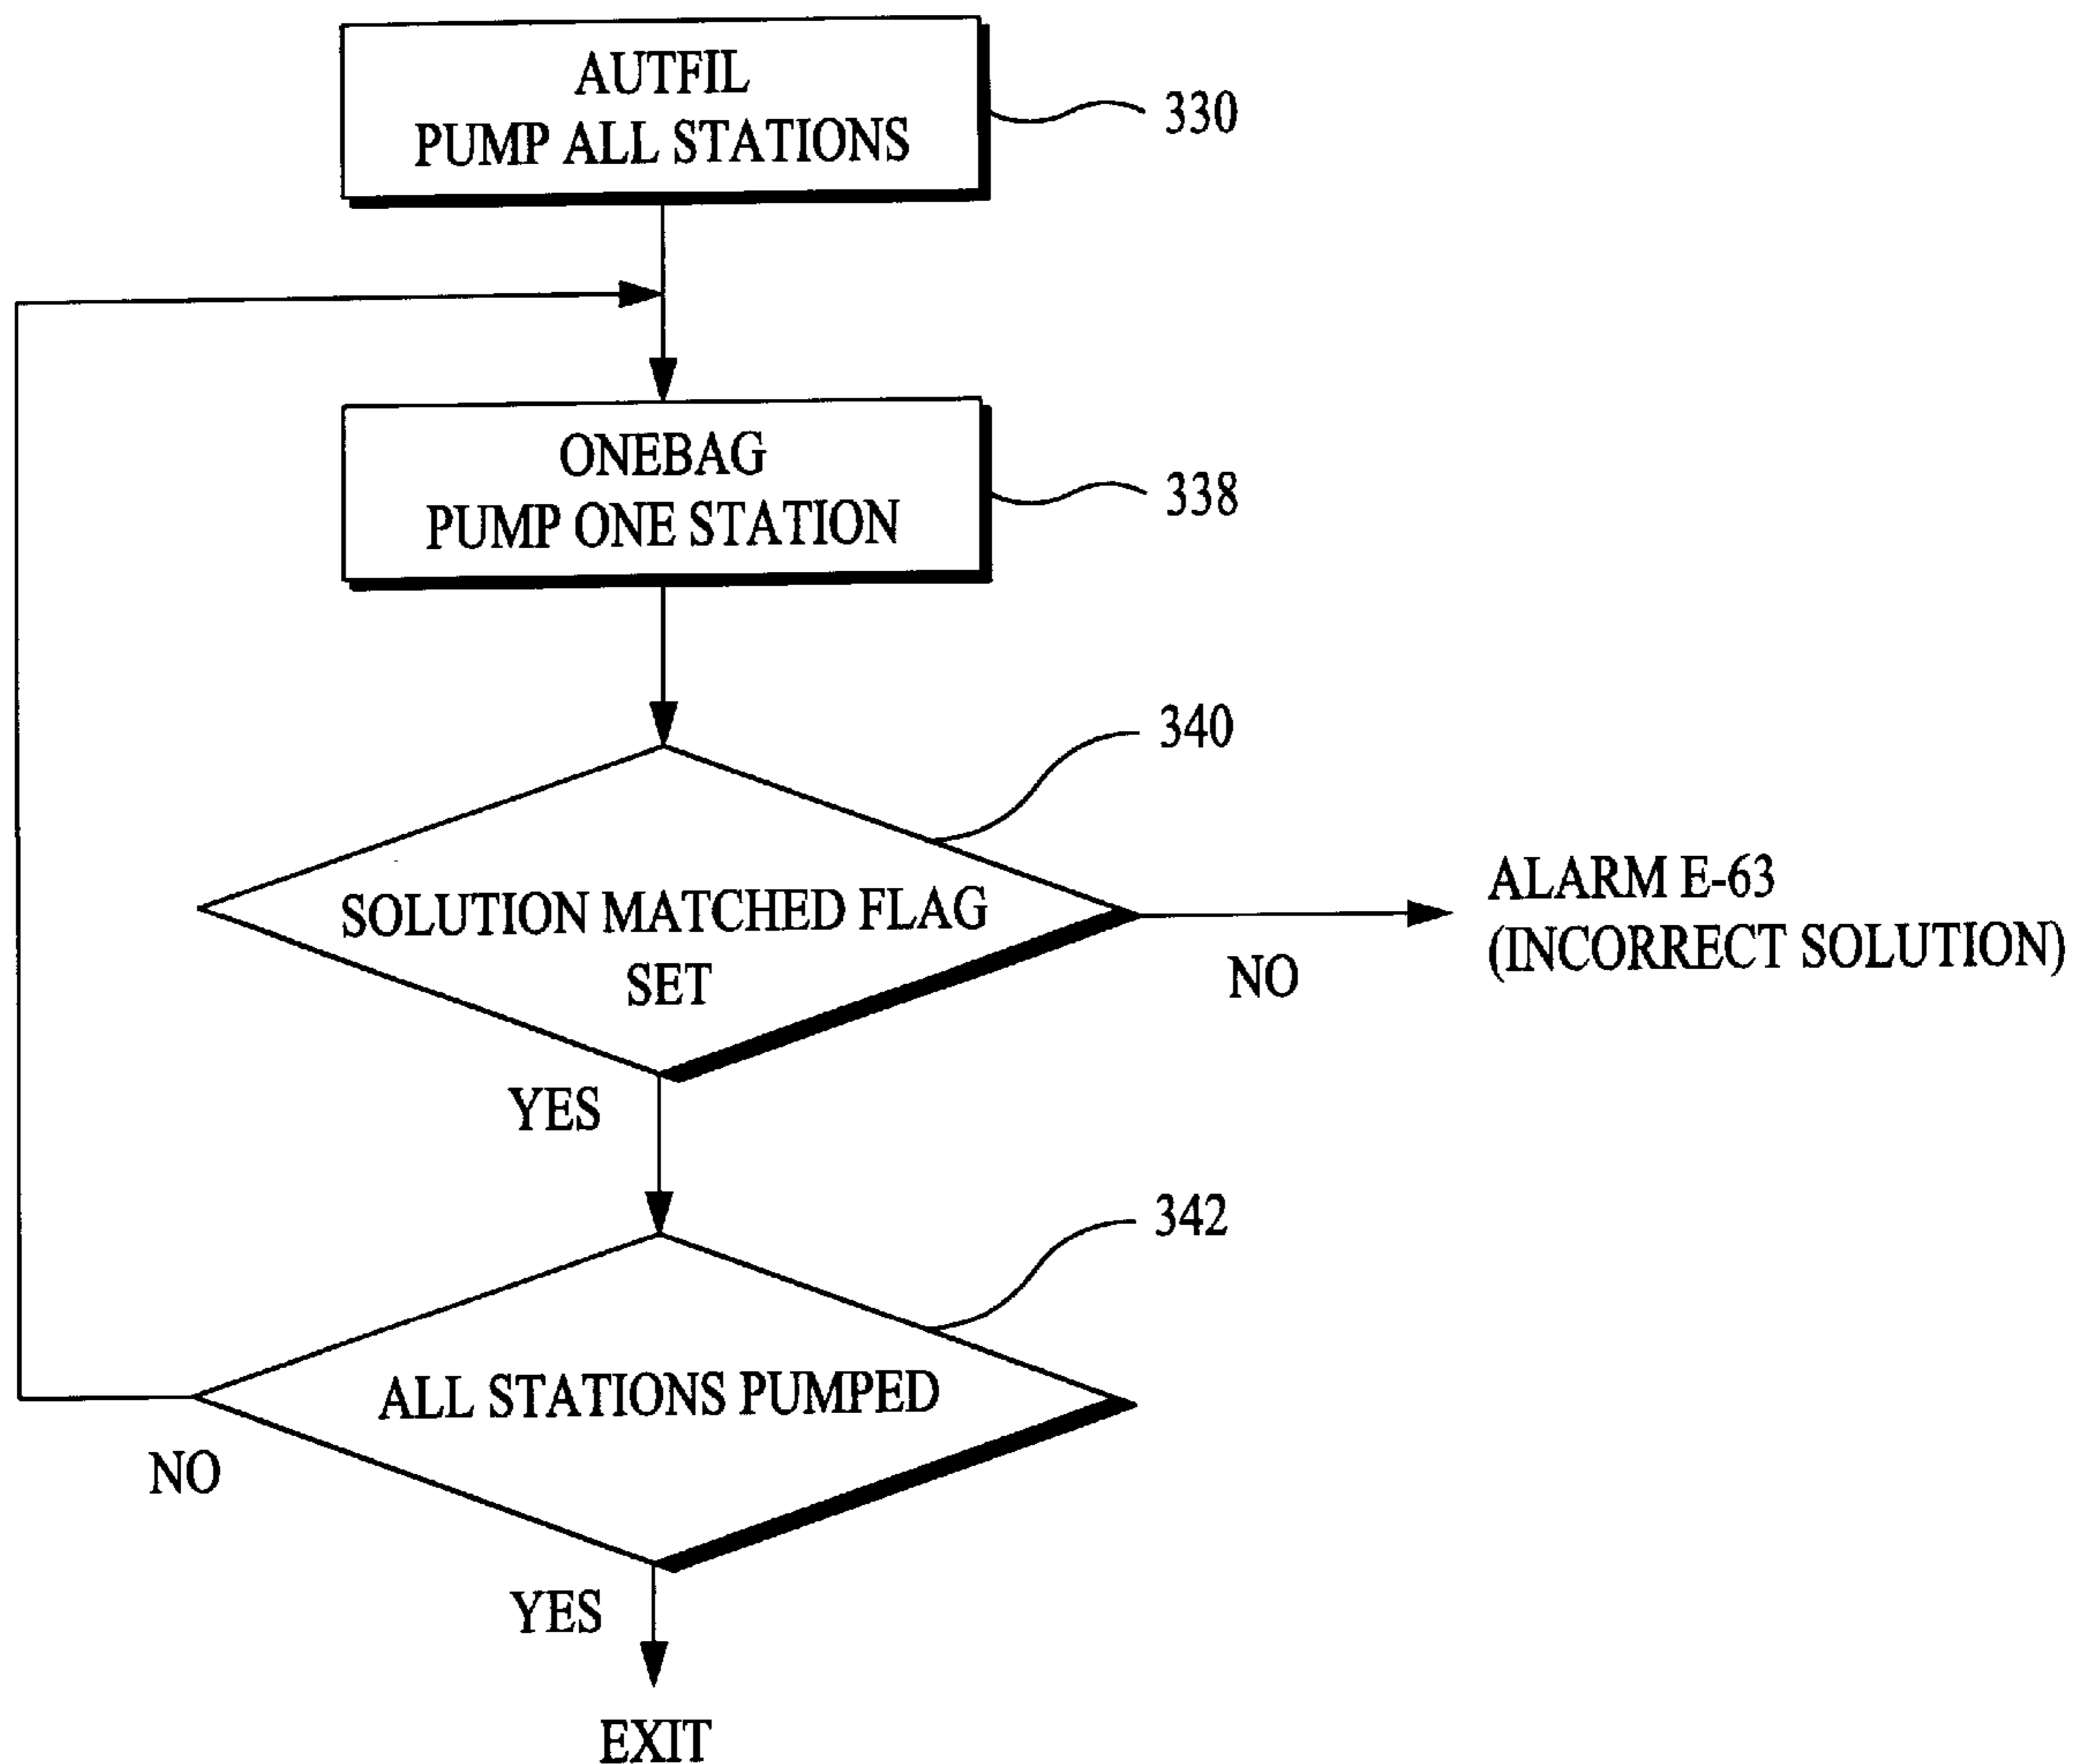 AUTFIL
PUMP ALL STATIONS
330
ONEBAG
PUMP ONE STATION
338
340
SOLUTION MATCHED FLAG
SET
ALARM E-63
(INCORRECT SOLUTION)
NO
YES
342
ALL STATIONS PUMPED
NO
YES
EXIT